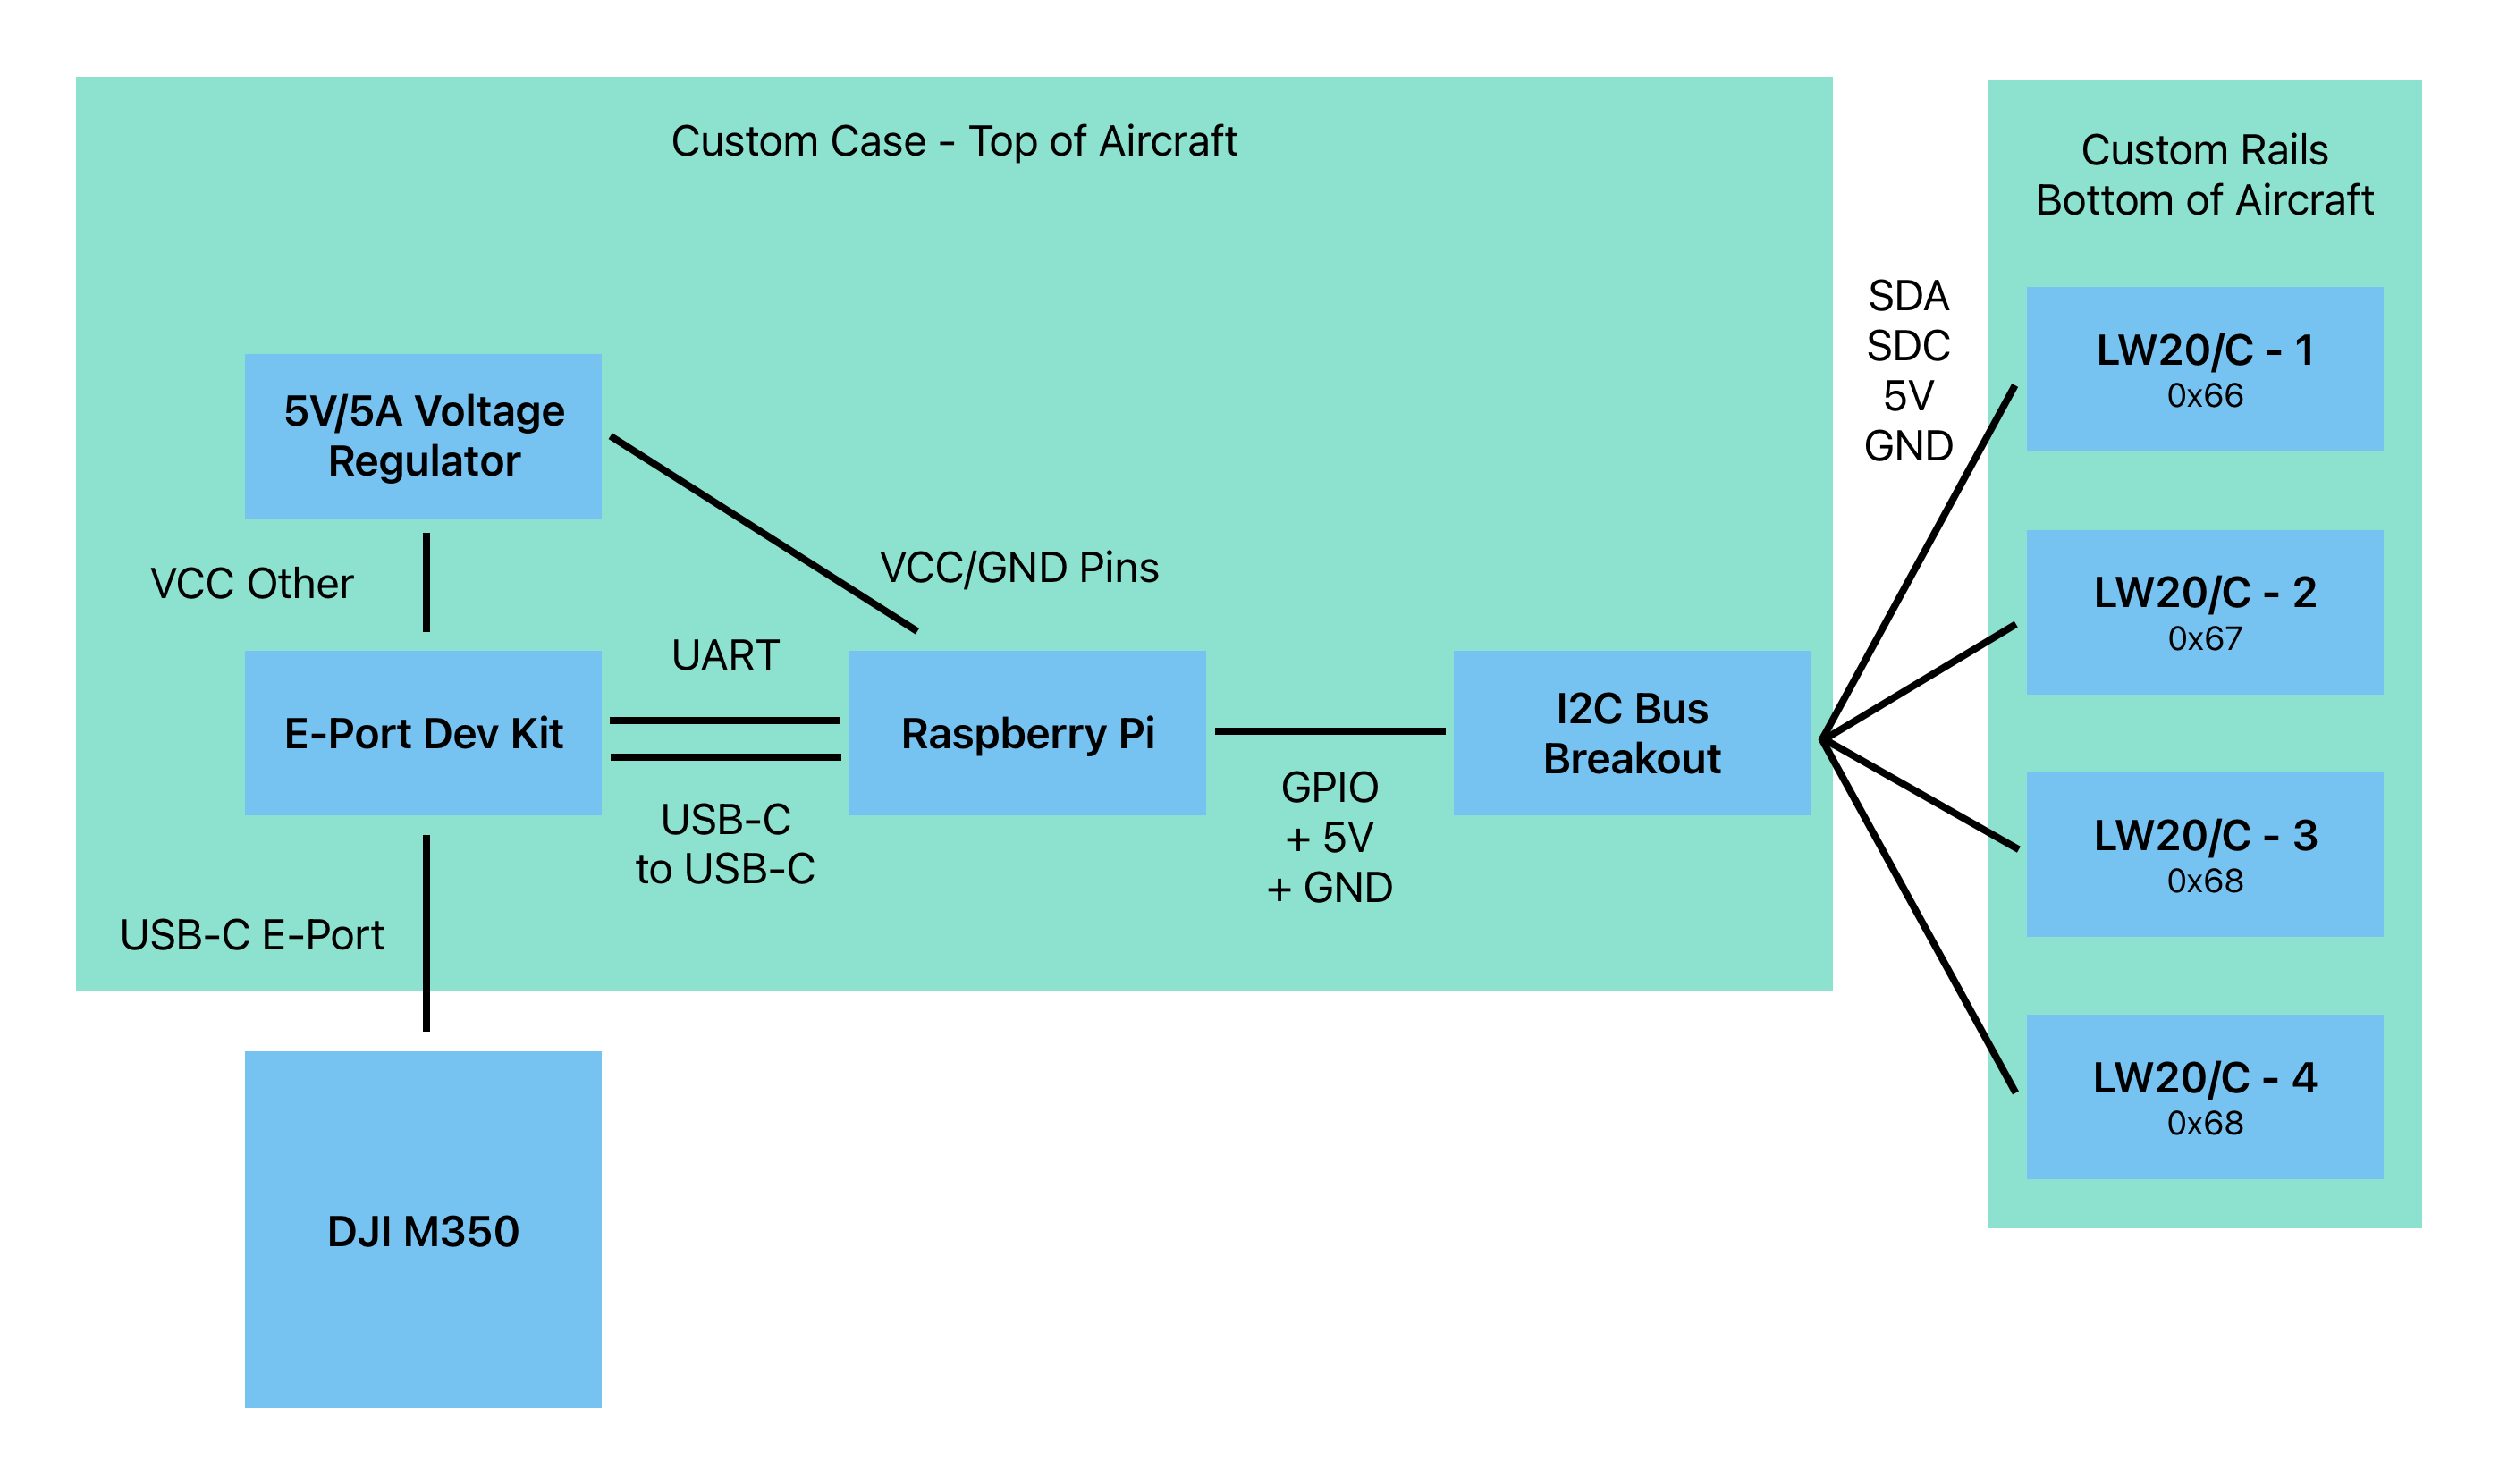 Custom Case - Top of Aircraft
Custom Rails
Bottom of Aircraft
SDA
SDC
5V
GND
LW20/C - 1
0x66
5V/5A Voltage
Regulator
VCC Other
VCC/GND Pins
LW20/C - 2
0x67
UART
E-Port Dev Kit
Raspberry Pi
I2C Bus
Breakout
USB-C
to USB-C
GPIO
+ 5V
+ GND
LW20/C - 3
0x68
USB-C E-Port
LW20/C - 4
0x68
DJI M350